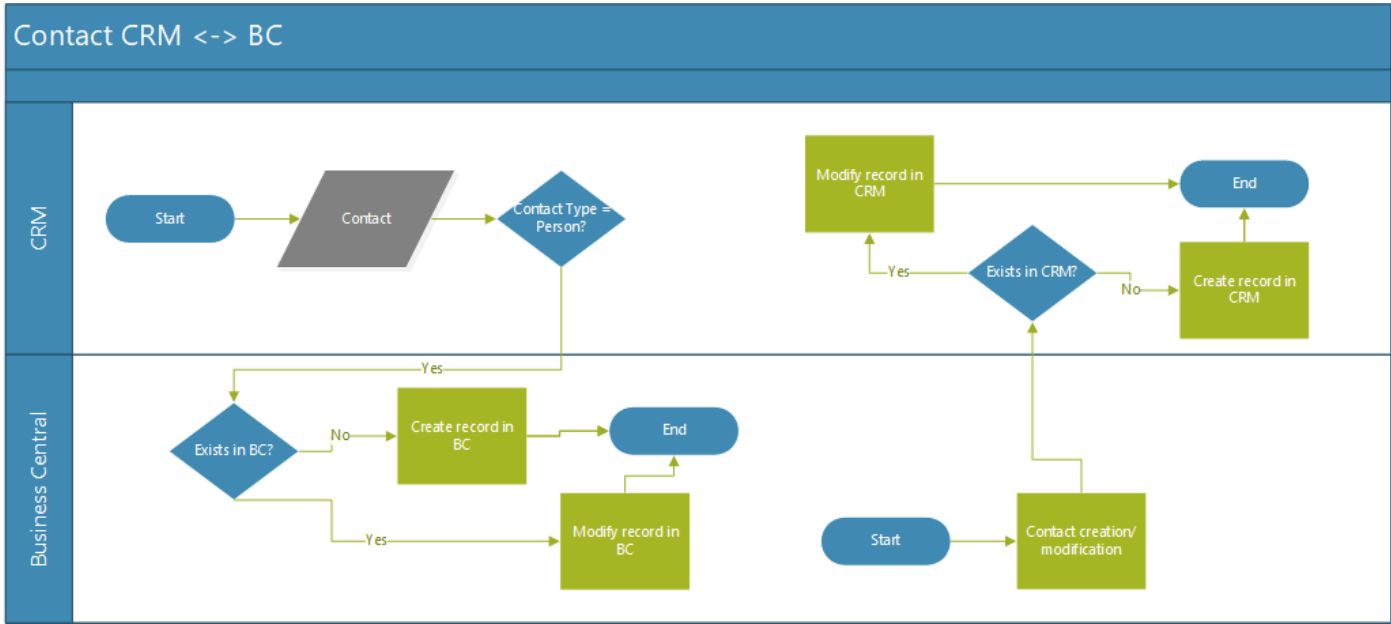 Contact CRM <-> BC
CRM
Start
Contact
Contact Type =
Person?
Modify record in
CRM
End
Exists in CRM?
Yes
No
Create record in
CRM
Business Central
Yes
Exists in BC?
No
Create record in
BC
End
Yes
Modify record in
BC
Start
Contact creation/
modification